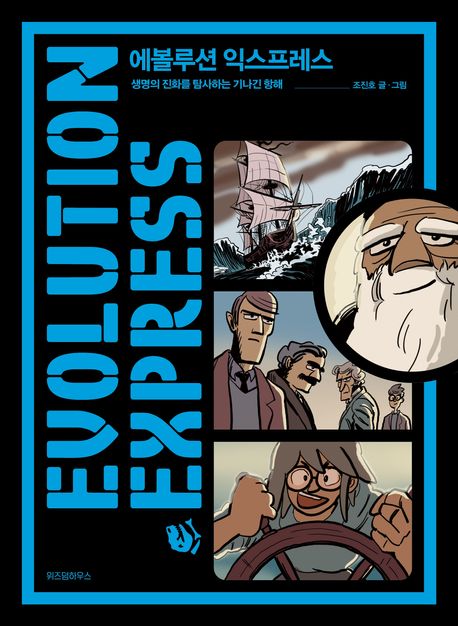 에볼루션 익스프레스
생명의 진화를 탐사하는 기나긴 항해
조진호 글·그림
EVOLUTION
EXPRESS
위즈덤하우스